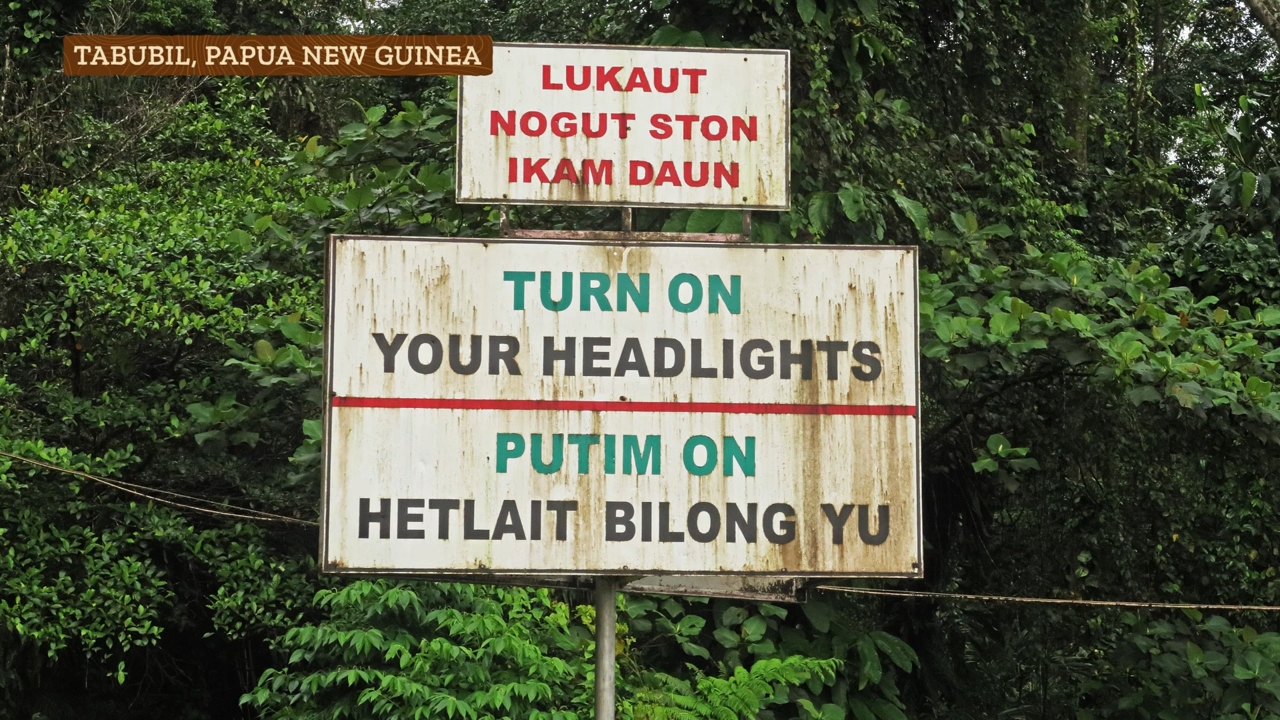 TABUBIL, PAPUA NEW GUINEA
LUKAUT
NOGUT STON
IKAM DAUN
TURN ON
YOUR HEADLIGHTS
PUTIM ON
HETLAIT BILONG YU